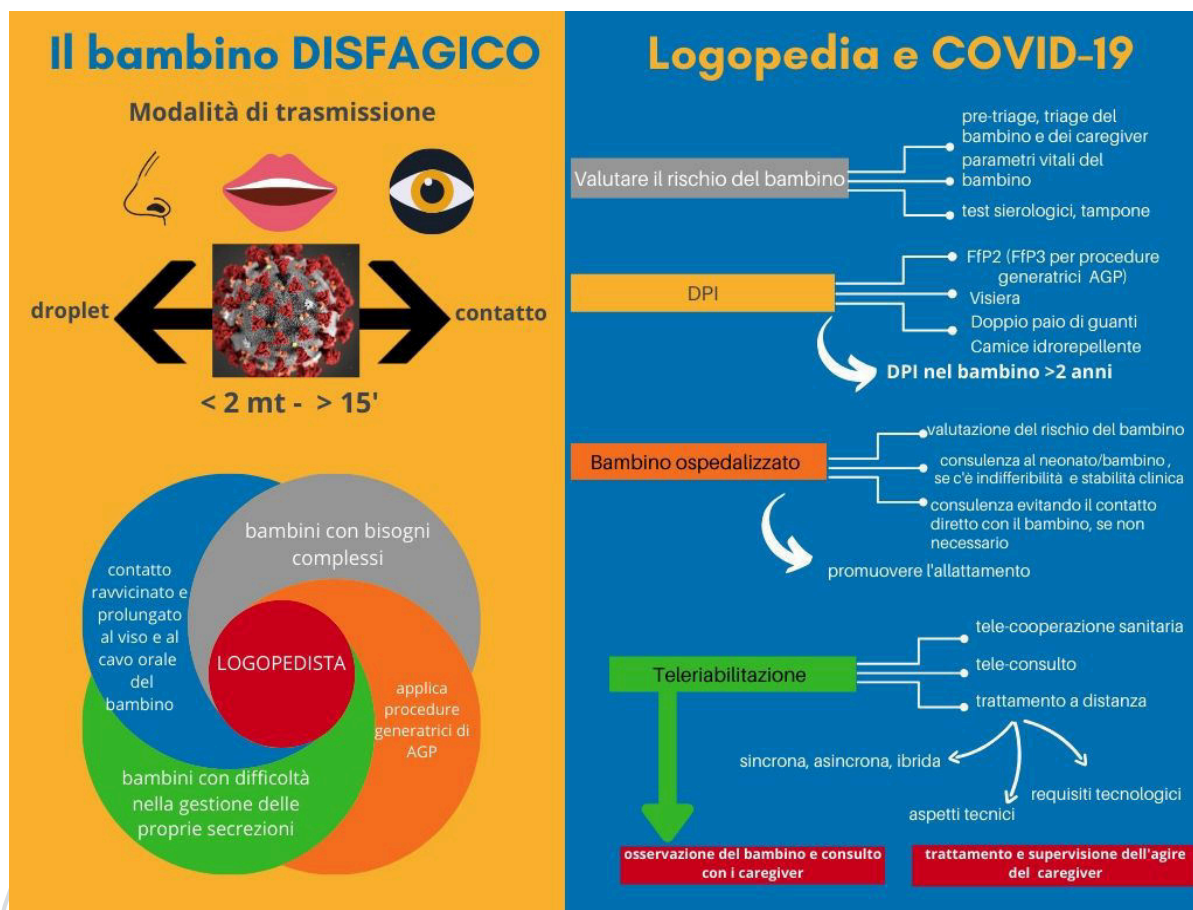 Il bambino DISFAGICO
Modalità di trasmissione
droplet
contatto
< 2 mt - > 15'
bambini con bisogni
complessi
contatto
ravvicinato e
prolungato
al viso e al
cavo orale
del
bambino
LOGOPEDISTA
applica
procedure
generatrici di
AGP
bambini con difficoltà
nella gestione delle
proprie secrezioni
Logopedia e COVID-19
Valutare il rischio del bambino
pre-triage, triage del
bambino e dei caregiver
parametri vitali del
bambino
test sierologici, tampone
DPI
FfP2 (FfP3 per procedure
generatrici AGP)
Visiera
Doppio paio di guanti
Camice idrorepellente
DPI nel bambino >2 anni
Bambino ospedalizzato
valutazione del rischio del bambino
consulenza al neonato/bambino ,
se c'è indifferibilità e stabilità clinica
consulenza evitando il contatto
diretto con il bambino, se non
necessario
promuovere l'allattamento
Teleriabilitazione
tele-cooperazione sanitaria
tele-consulto
trattamento a distanza
sincrona, asincrona, ibrida
aspetti tecnici
requisiti tecnologici
osservazione del bambino e consulto
con i caregiver
trattamento e supervisione dell'agire
del caregiver